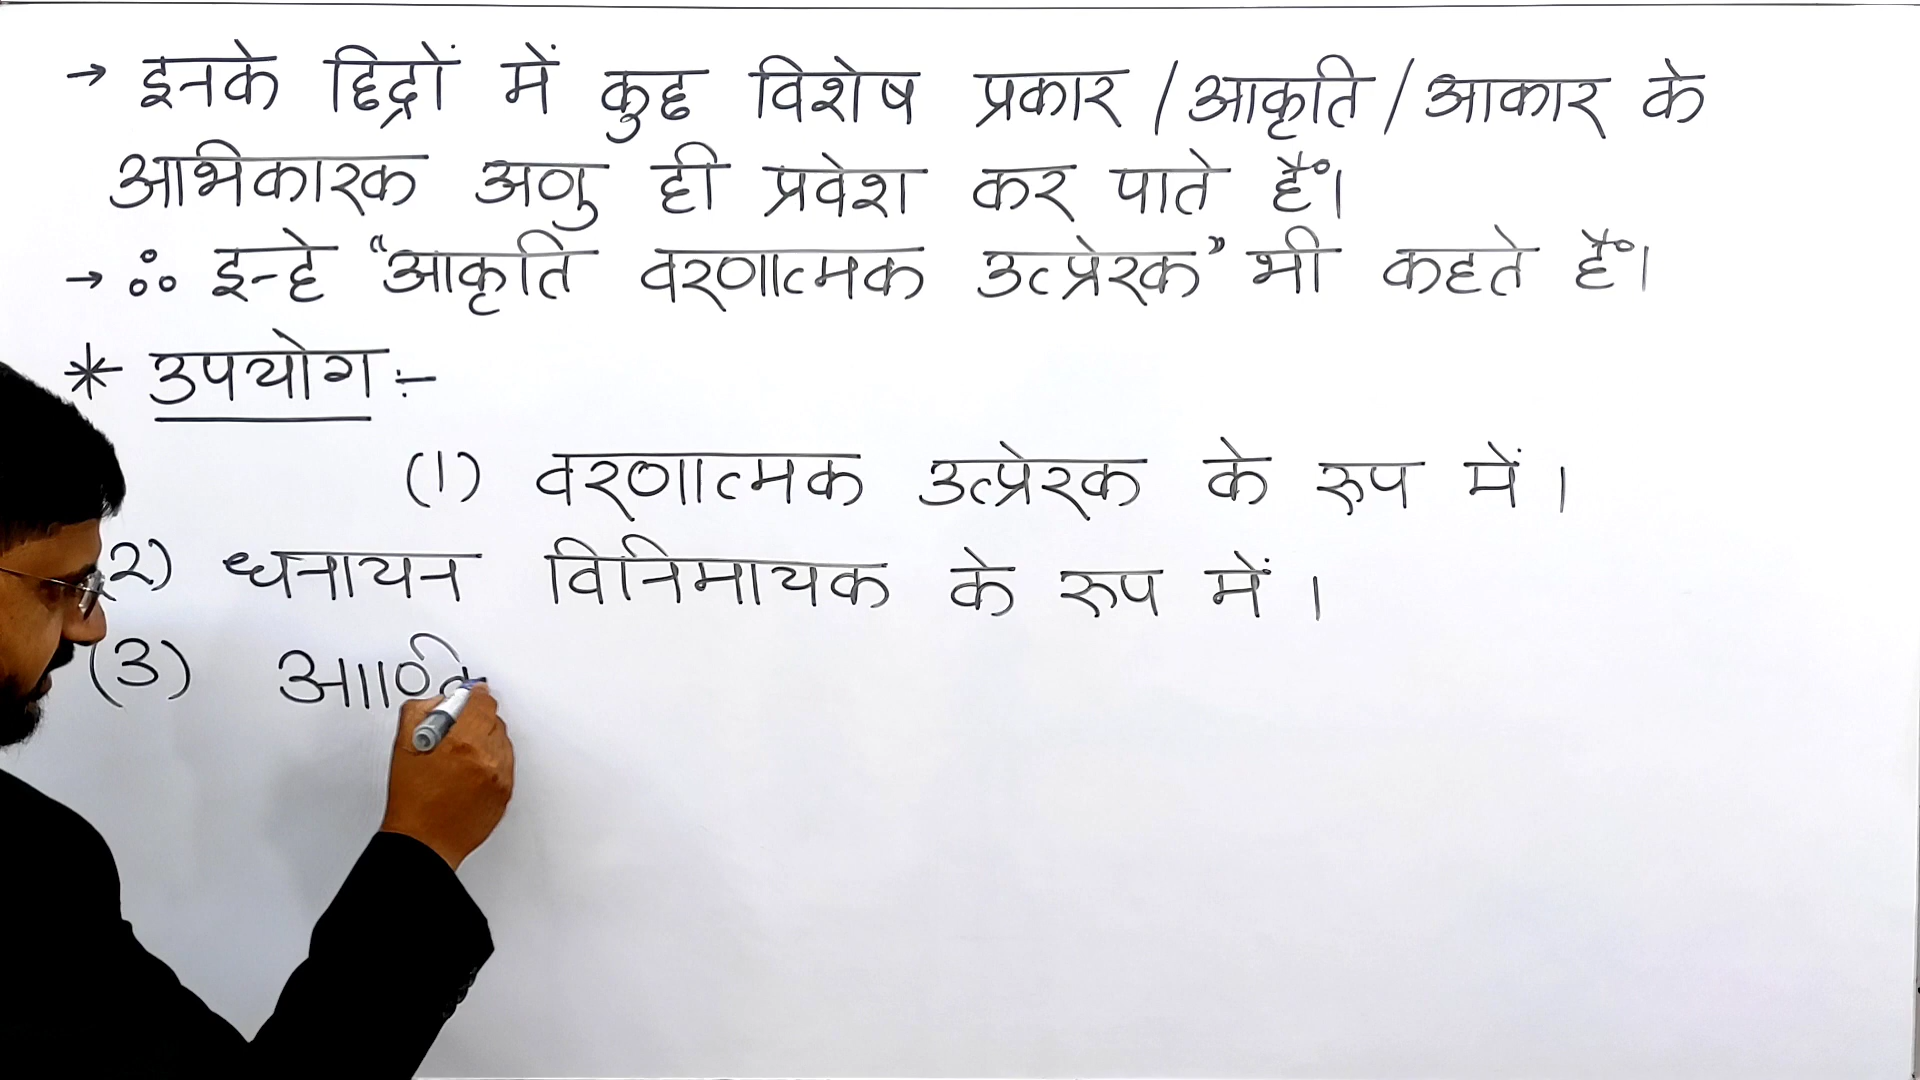 → इनके छिद्रों में कुछ विशेष प्रकार / आकृति / आकार के
अभिकारक अणु ही प्रवेश कर पाते हैं।
→ ∴ इन्हे “आकृति वरणात्मक उत्प्रेरक” भी कहते हैं।
* उपयोग :-
(1) वरणात्मक उत्प्रेरक के रूप में।
2) धनायन विनिमायक के रूप में।
(3)